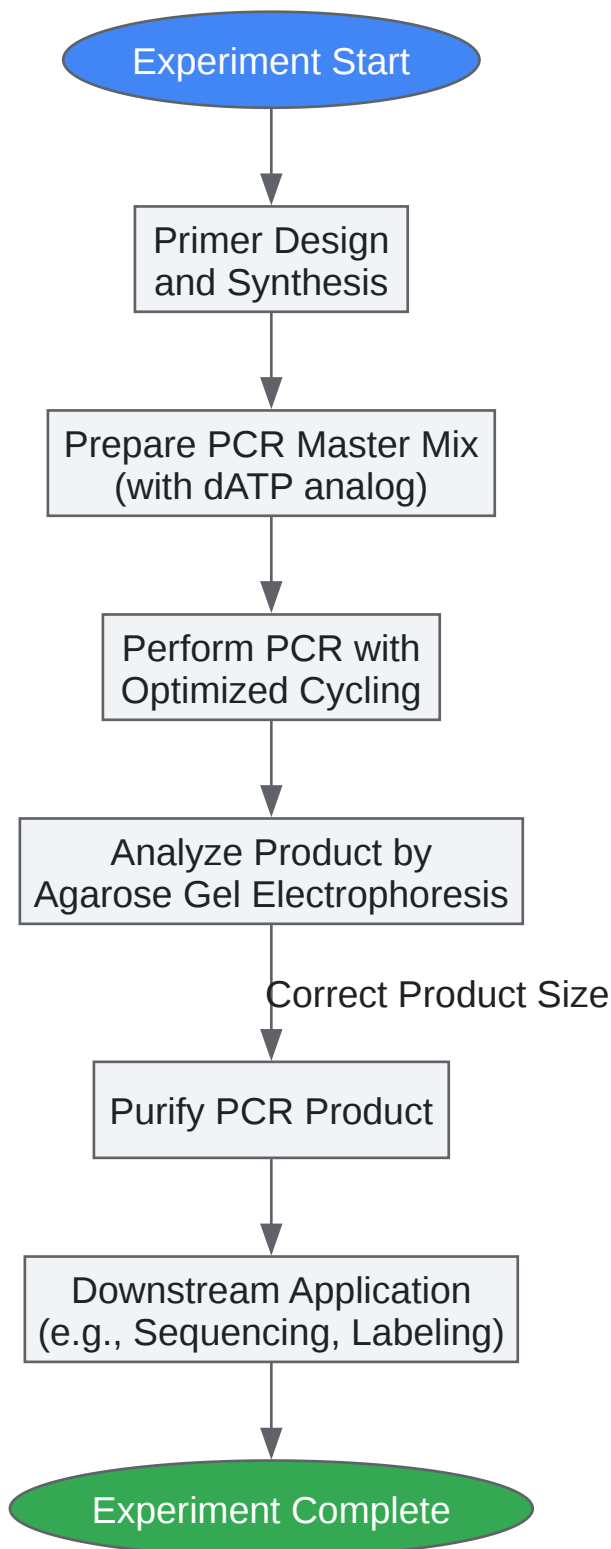 Experiment Start
Primer Design
and Synthesis
Prepare PCR Master Mix
(with dATP analog)
Perform PCR with
Optimized Cycling
Analyze Product by
Agarose Gel Electrophoresis
Correct Product Size
Purify PCR Product
Downstream Application
(e.g., Sequencing, Labeling)
Experiment Complete